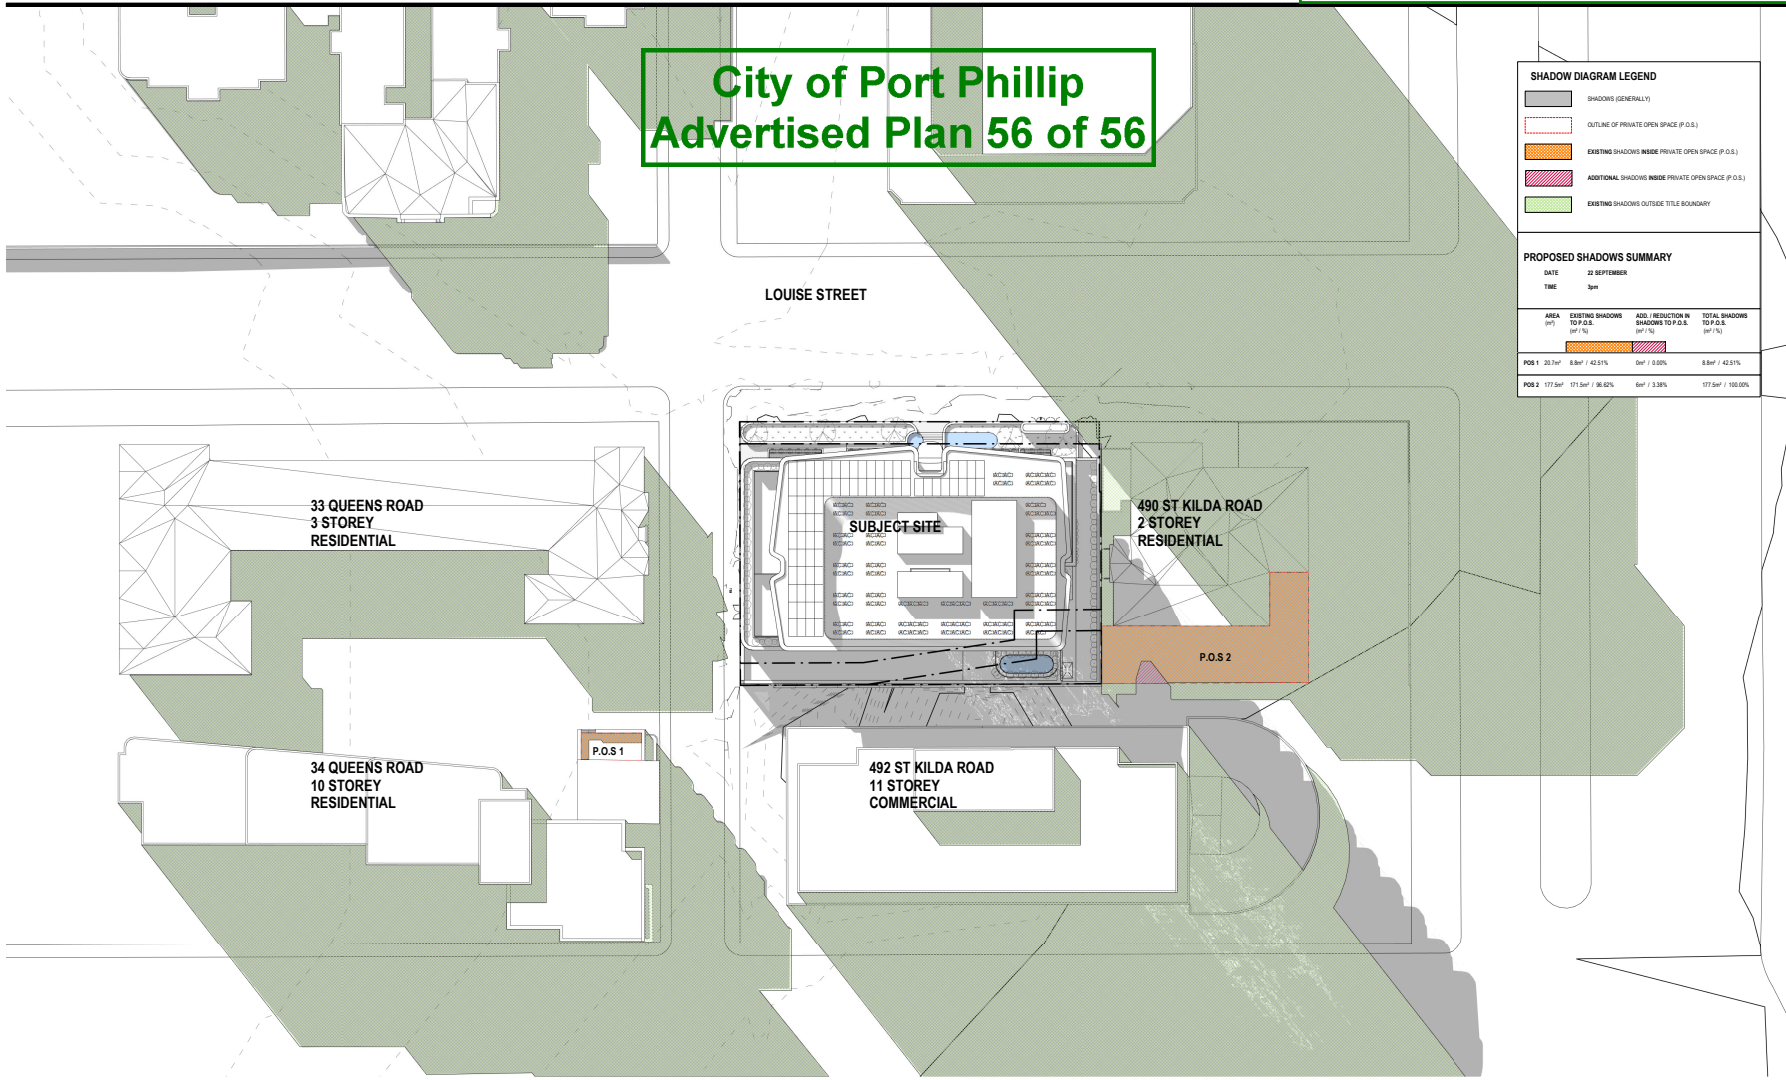 City of Port Phillip
Advertised Plan 56 of 56
SHADOW DIAGRAM LEGEND
SHADOWS (GENERALLY)
OUTLINE OF PRIVATE OPEN SPACE (P.O.S.)
EXISTING SHADOWS INSIDE PRIVATE OPEN SPACE (P.O.S.)
ADDITIONAL SHADOWS INSIDE PRIVATE OPEN SPACE (P.O.S.)
EXISTING SHADOWS OUTSIDE TITLE BOUNDARY
PROPOSED SHADOWS SUMMARY
DATE 22 SEPTEMBER
TIME 3pm
AREA EXISTING SHADOWS ADD. / REDUCTION IN TOTAL SHADOWS
(m²) TO P.O.S. SHADOWS TO P.O.S. TO P.O.S.
(m² / %) (m² / %) (m² / %)
POS 1 20.7m² 8.8m² / 42.51% 0m² / 0.00% 8.8m² / 42.51%
POS 2 177.5m² 171.5m² / 96.62% 6m² / 3.38% 177.5m² / 100.00%
LOUISE STREET
33 QUEENS ROAD
3 STOREY
RESIDENTIAL
SUBJECT SITE
490 ST KILDA ROAD
2 STOREY
RESIDENTIAL
P.O.S 2
P.O.S 1
34 QUEENS ROAD
10 STOREY
RESIDENTIAL
492 ST KILDA ROAD
11 STOREY
COMMERCIAL